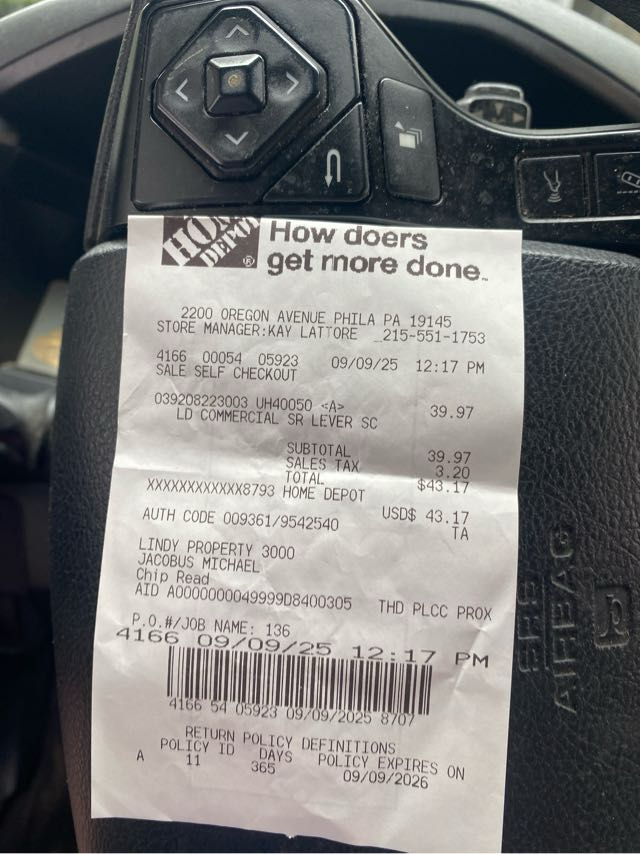 HOME DEPOT ®
How doers
get more done™
2200 OREGON AVENUE PHILA PA 19145
STORE MANAGER:KAY LATTORE _215-551-1753
4166 00054 05923 09/09/25 12:17 PM
SALE SELF CHECKOUT
039208223003 UH40050 <A> 39.97
LD COMMERCIAL SR LEVER SC
SUBTOTAL 39.97
SALES TAX 3.20
TOTAL $43.17
XXXXXXXXXXXX8793 HOME DEPOT
USD$ 43.17
AUTH CODE 009361/9542540 TA
LINDY PROPERTY 3000
JACOBUS MICHAEL
Chip Read
AID A0000000049999D8400305 THD PLCC PROX
P.O.#/JOB NAME: 136
4166 09/09/25 12:17 PM
4166 54 05923 09/09/2025 8707
RETURN POLICY DEFINITIONS
POLICY ID DAYS POLICY EXPIRES ON
A 11 365 09/09/2026
SRS
AIRBAG